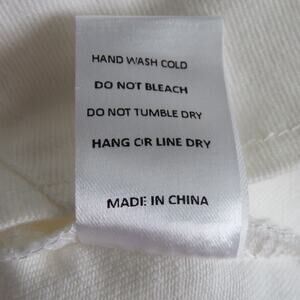 HAND WASH COLD
DO NOT BLEACH
DO NOT TUMBLE DRY
HANG OR LINE DRY
MADE IN CHINA